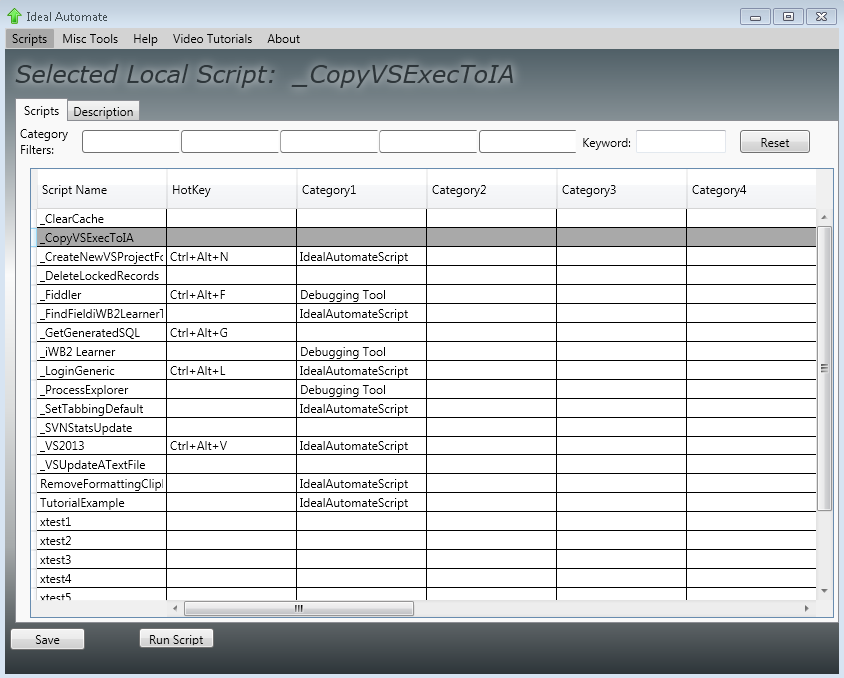 Ideal Automate
Scripts Misc Tools Help Video Tutorials About
Selected Local Script: _CopyVSExecToIA
Scripts Description
Category
Filters:
Keyword: Reset
Script Name HotKey Category1 Category2 Category3 Category4
_ClearCache
_CopyVSExecToIA
_CreateNewVSProjectFo Ctrl+Alt+N IdealAutomateScript
_DeleteLockedRecords
_Fiddler Ctrl+Alt+F Debugging Tool
_FindFieldiWB2LearnerT IdealAutomateScript
_GetGeneratedSQL Ctrl+Alt+G
_iWB2 Learner Debugging Tool
_LoginGeneric Ctrl+Alt+L IdealAutomateScript
_ProcessExplorer Debugging Tool
_SetTabbingDefault IdealAutomateScript
_SVNStatsUpdate
_VS2013 Ctrl+Alt+V IdealAutomateScript
_VSUpdateATextFile
RemoveFormattingClipl IdealAutomateScript
TutorialExample IdealAutomateScript
xtest1
xtest2
xtest3
xtest4
xtest5
Save Run Script